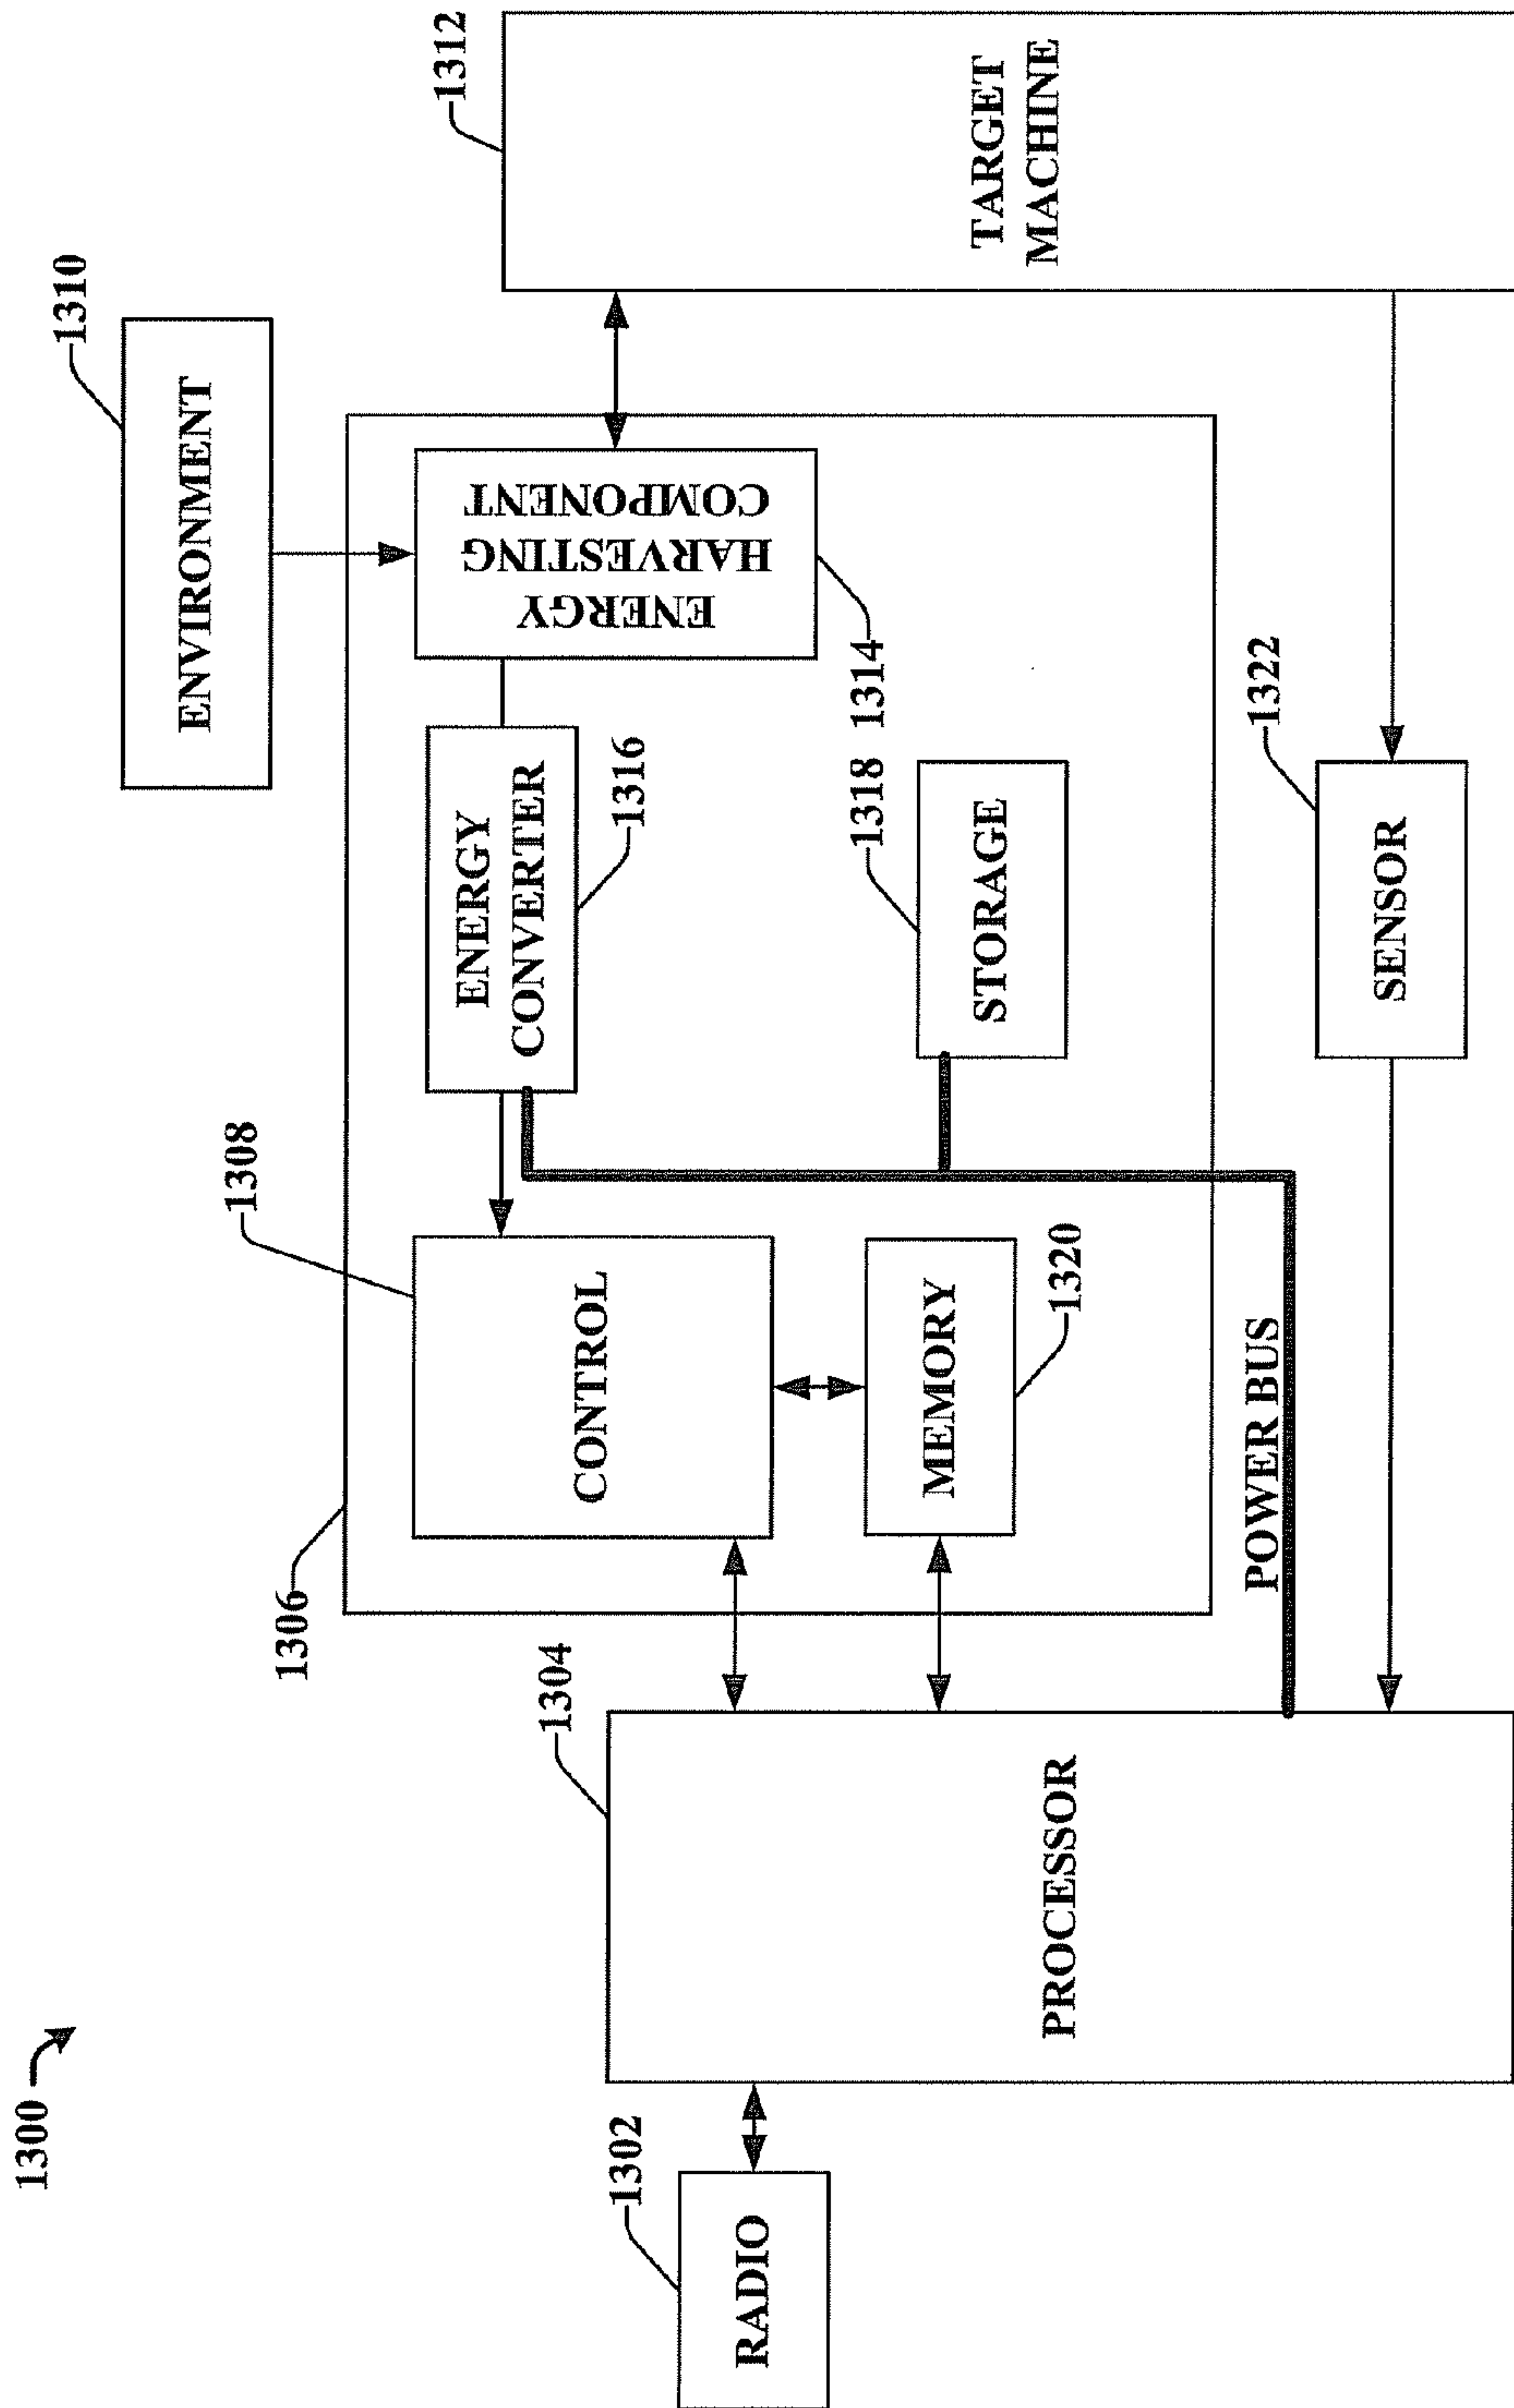 1300
1310
ENVIRONMENT
1312
TARGET
MACHINE
1306
1308
CONTROL
ENERGY
CONVERTER
1316
ENERGY
HARVESTING
COMPONENT
1314
1318
STORAGE
MEMORY
1320
1304
PROCESSOR
1302
RADIO
POWER BUS
1322
SENSOR